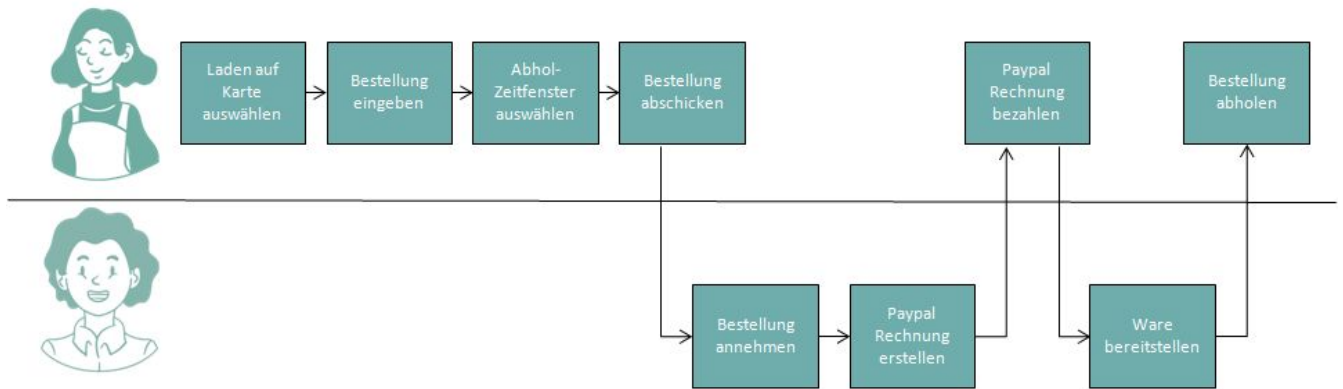 Laden auf
Karte
auswählen
Bestellung
eingeben
Abhol-
Zeitfenster
auswählen
Bestellung
abschicken
Paypal
Rechnung
bezahlen
Bestellung
abholen
Bestellung
annehmen
Paypal
Rechnung
erstellen
Ware
bereitstellen